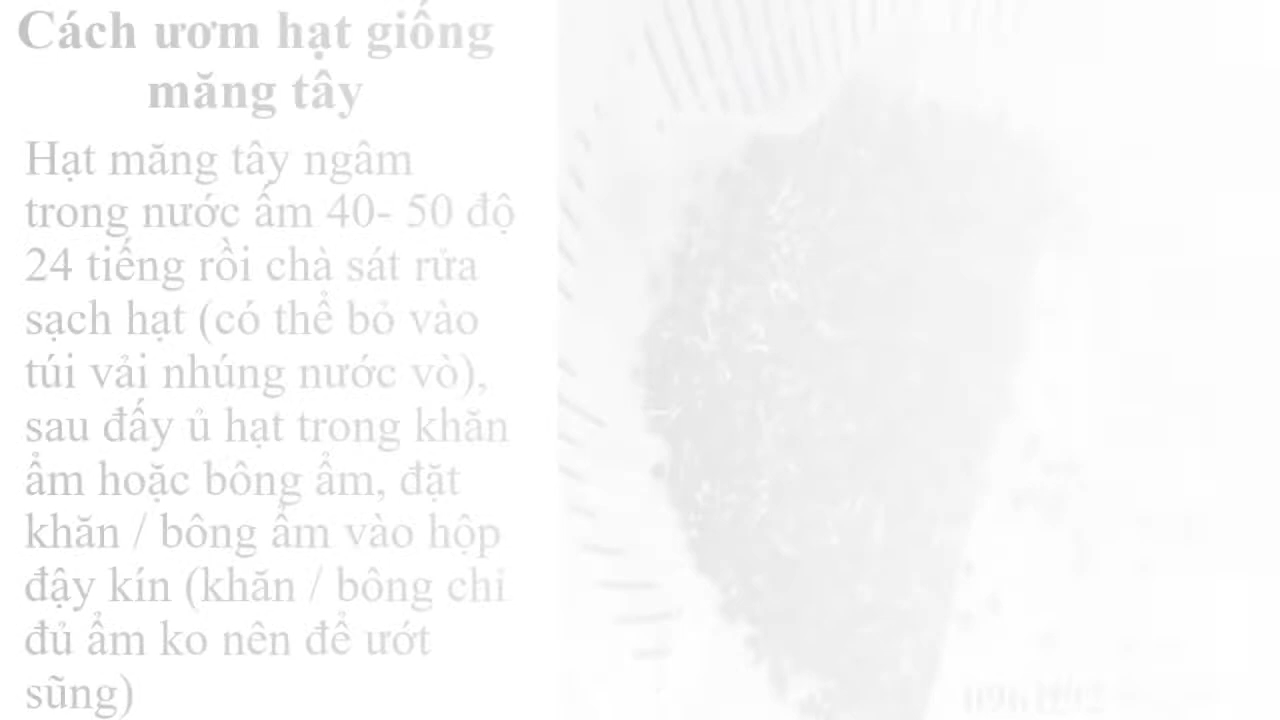 Cách ươm hạt giống
măng tây
Hạt măng tây ngâm
trong nước ấm 40- 50 độ
24 tiếng rồi chà sát rửa
sạch hạt (có thể bỏ vào
túi vải nhúng nước vò),
sau đấy ủ hạt trong khăn
ẩm hoặc bông ẩm, đặt
khăn / bông ẩm vào hộp
đậy kín (khăn / bông chỉ
đủ ẩm ko nên để ướt
sũng)